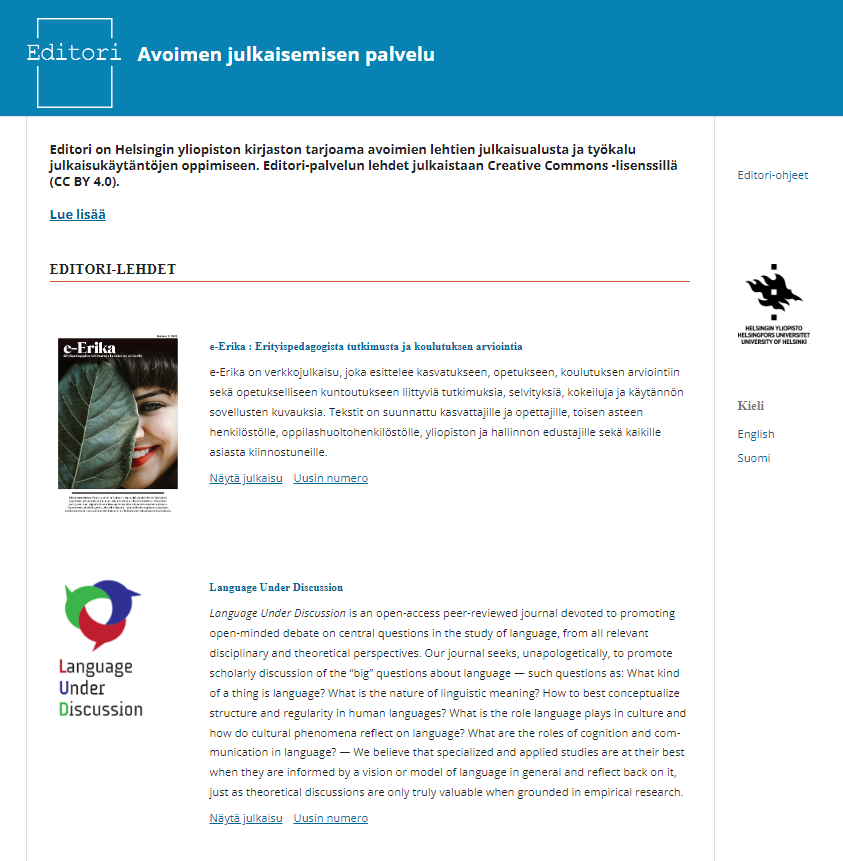 Editori
Avoimen julkaisemisen palvelu
Editori on Helsingin yliopiston kirjaston tarjoama avoimien lehtien julkaisualusta ja työkalu
julkaisukäytäntöjen oppimiseen. Editori-palvelun lehdet julkaistaan Creative Commons -lisenssillä
(CC BY 4.0).
Lue lisää
EDITORI-LEHDET
e-Erika
e-Erika : Erityispedagogista tutkimusta ja koulutuksen arviointia
e-Erika on verkkojulkaisu, joka esittelee kasvatukseen, opetukseen, koulutuksen arviointiin
sekä opetukselliseen kuntoutukseen liittyviä tutkimuksia, selvityksiä, kokeiluja ja käytännön
sovellusten kuvauksia. Tekstit on suunnattu kasvattajille ja opettajille, toisen asteen
henkilöstölle, oppilashuoltohenkilöstölle, yliopiston ja hallinnon edustajille sekä kaikille
asiasta kiinnostuneille.
Näytä julkaisu Uusin numero
Language
Under
Discussion
Language Under Discussion
Language Under Discussion is an open-access peer-reviewed journal devoted to promoting
open-minded debate on central questions in the study of language, from all relevant
disciplinary and theoretical perspectives. Our journal seeks, unapologetically, to promote
scholarly discussion of the “big” questions about language — such questions as: What kind
of a thing is language? What is the nature of linguistic meaning? How to best conceptualize
structure and regularity in human languages? What is the role language plays in culture and
how do cultural phenomena reflect on language? What are the roles of cognition and com-
munication in language? — We believe that specialized and applied studies are at their best
when they are informed by a vision or model of language in general and reflect back on it,
just as theoretical discussions are only truly valuable when grounded in empirical research.
Näytä julkaisu Uusin numero
Editori-ohjeet
HELSINGIN YLIOPISTO
HELSINGFORS UNIVERSITET
UNIVERSITY OF HELSINKI
Kieli
English
Suomi